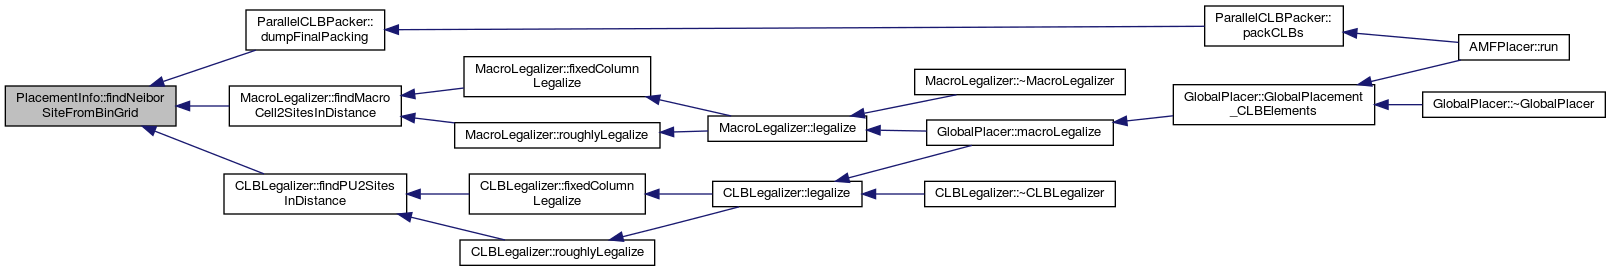 PlacementInfo::findNeibor
SiteFromBinGrid
ParallelCLBPacker::
dumpFinalPacking
ParallelCLBPacker::
packCLBs
AMFPlacer::run
MacroLegalizer::findMacro
Cell2SitesInDistance
MacroLegalizer::fixedColumn
Legalize
MacroLegalizer::roughlyLegalize
MacroLegalizer::legalize
MacroLegalizer::~MacroLegalizer
GlobalPlacer::macroLegalize
GlobalPlacer::GlobalPlacement
_CLBElements
GlobalPlacer::~GlobalPlacer
CLBLegalizer::findPU2Sites
InDistance
CLBLegalizer::fixedColumn
Legalize
CLBLegalizer::roughlyLegalize
CLBLegalizer::legalize
CLBLegalizer::~CLBLegalizer